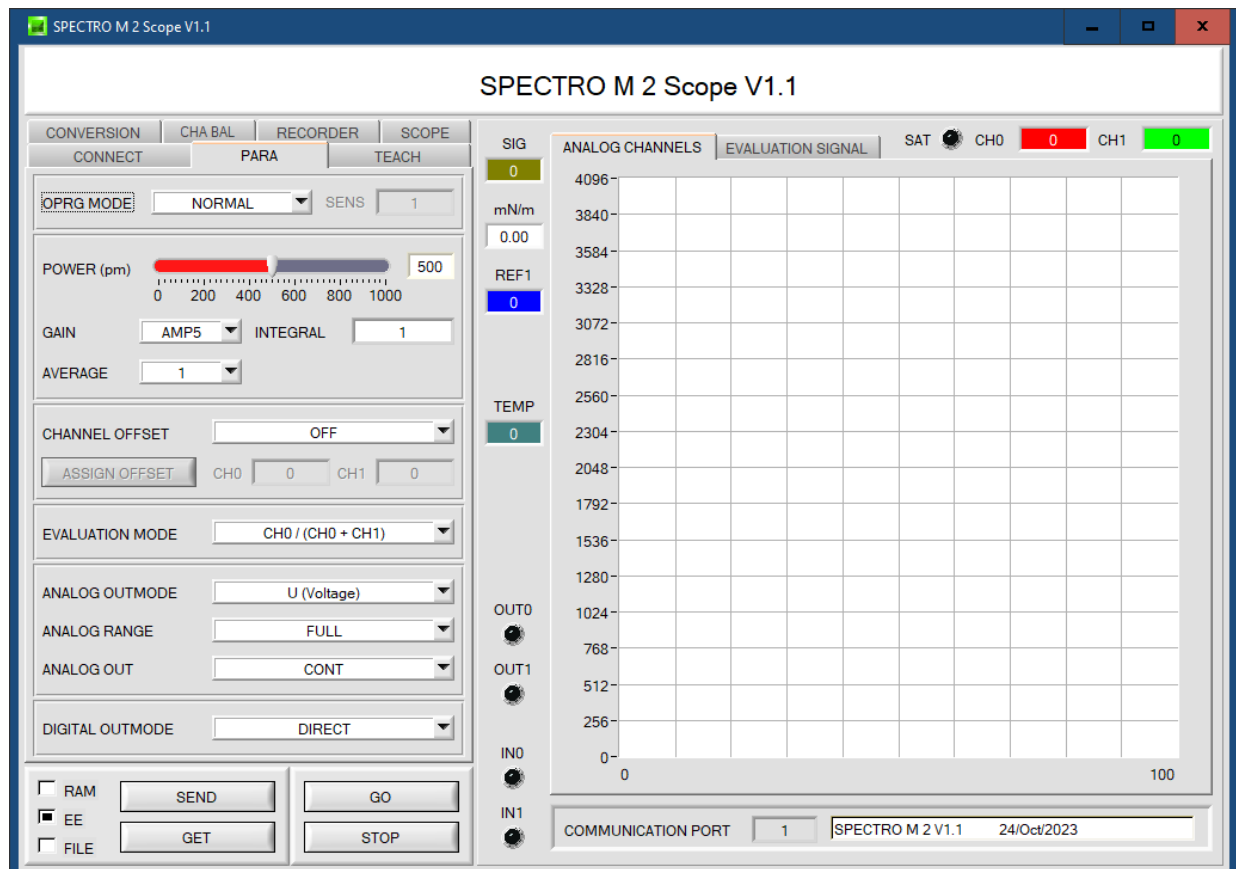 SPECTRO M 2 Scope V1.1
SPECTRO M 2 Scope V1.1
CONVERSION CHA BAL RECORDER SCOPE
CONNECT PARA TEACH
OPRG MODE NORMAL SENS 1
POWER (pm) 500
0 200 400 600 800 1000
GAIN AMP5 INTEGRAL 1
AVERAGE 1
CHANNEL OFFSET OFF
ASSIGN OFFSET CH0 0 CH1 0
EVALUATION MODE CH0 / (CH0 + CH1)
ANALOG OUTMODE U (Voltage)
ANALOG RANGE FULL
ANALOG OUT CONT
DIGITAL OUTMODE DIRECT
RAM
EE
FILE
SEND GO
GET STOP
SIG
0
mN/m
0.00
REF1
0
TEMP
0
OUT0
OUT1
IN0
IN1
ANALOG CHANNELS EVALUATION SIGNAL SAT CH0 0 CH1 0
4096
3840
3584
3328
3072
2816
2560
2304
2048
1792
1536
1280
1024
768
512
256
0
0 100
COMMUNICATION PORT 1 SPECTRO M 2 V1.1 24/Oct/2023